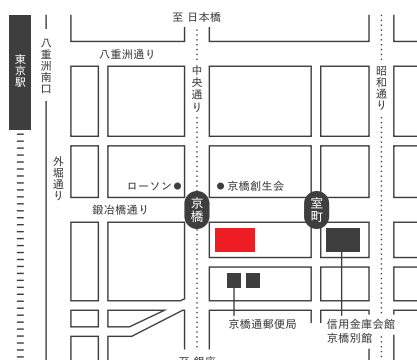 至 日本橋
八重洲通り
東京駅
八重洲南口
中央通り
昭和通り
外堀通り
ローソン
京橋創生会
京橋
室町
鍛冶橋通り
京橋通郵便局
信用金庫会館
京橋別館
至 銀座